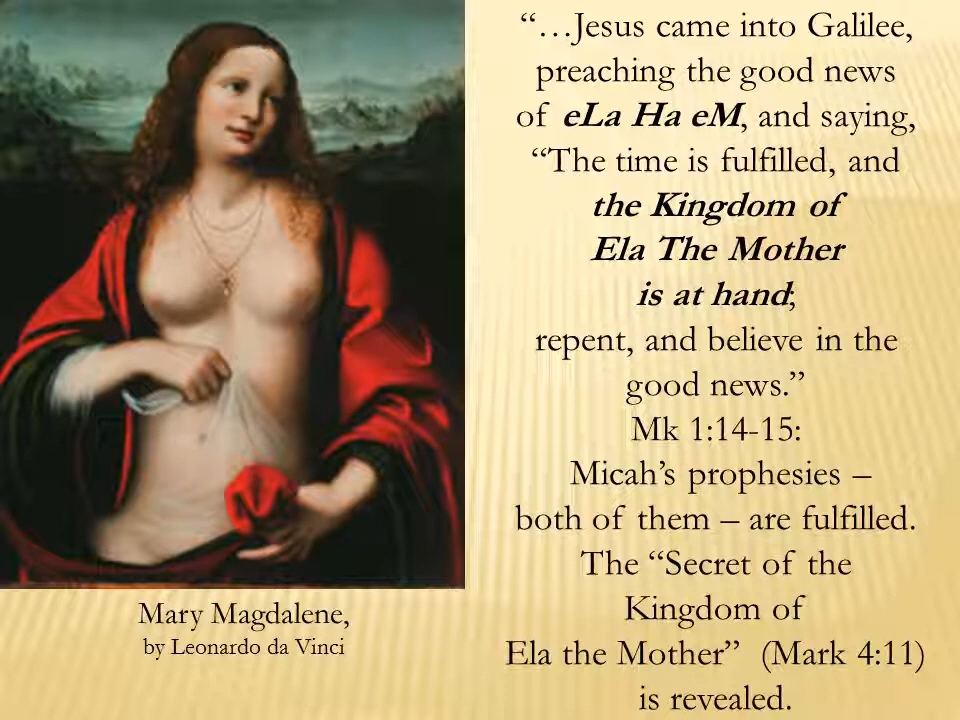 “…Jesus came into Galilee,
preaching the good news
of eLa Ha eM, and saying,
“The time is fulfilled, and
the Kingdom of
Ela The Mother
is at hand;
repent, and believe in the
good news.”
Mk 1:14-15:
Micah’s prophesies –
both of them – are fulfilled.
The “Secret of the
Kingdom of
Ela the Mother” (Mark 4:11)
is revealed.
Mary Magdalene,
by Leonardo da Vinci